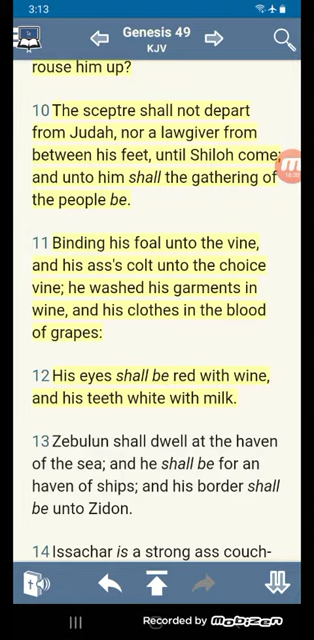 3:13
Genesis 49
KJV
rouse him up?
10 The sceptre shall not depart
from Judah, nor a lawgiver from
between his feet, until Shiloh come;
and unto him shall the gathering of
the people be.
11 Binding his foal unto the vine,
and his ass's colt unto the choice
vine; he washed his garments in
wine, and his clothes in the blood
of grapes:
12 His eyes shall be red with wine,
and his teeth white with milk.
13 Zebulun shall dwell at the haven
of the sea; and he shall be for an
haven of ships; and his border shall
be unto Zidon.
14 Issachar is a strong ass couch-
Recorded by Mobizen